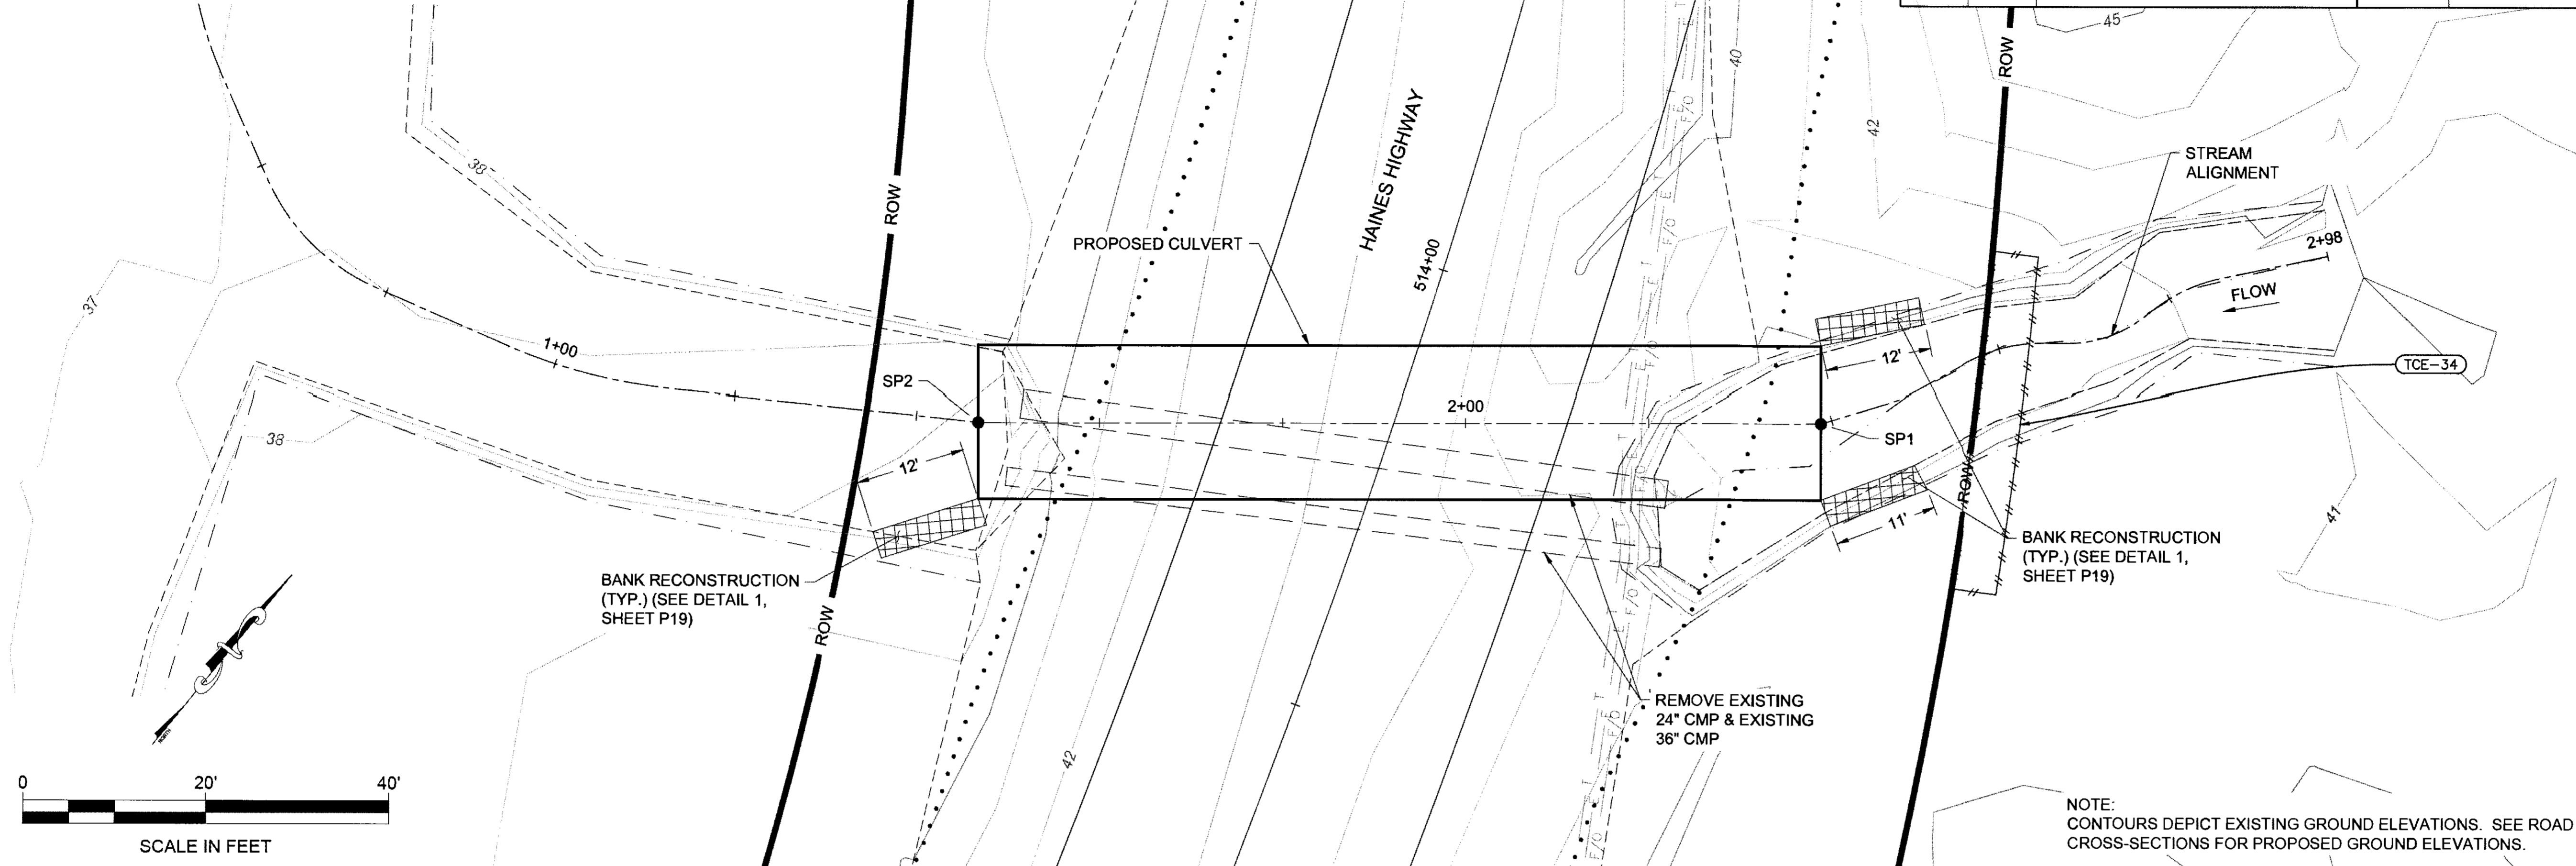 45
40
42
38
37
ROW
ROW
HAINES HIGHWAY
514+00
PROPOSED CULVERT
STREAM
ALIGNMENT
2+98
FLOW
1+00
SP2
2+00
12'
SP1
TCE-34
38
12'
11'
41
ROW
BANK RECONSTRUCTION
(TYP.) (SEE DETAIL 1,
SHEET P19)
BANK RECONSTRUCTION
(TYP.) (SEE DETAIL 1,
SHEET P19)
ROW
REMOVE EXISTING
24" CMP & EXISTING
36" CMP
42
NORTH
F/O
E
T
0
20'
40'
SCALE IN FEET
NOTE:
CONTOURS DEPICT EXISTING GROUND ELEVATIONS. SEE ROAD
CROSS-SECTIONS FOR PROPOSED GROUND ELEVATIONS.